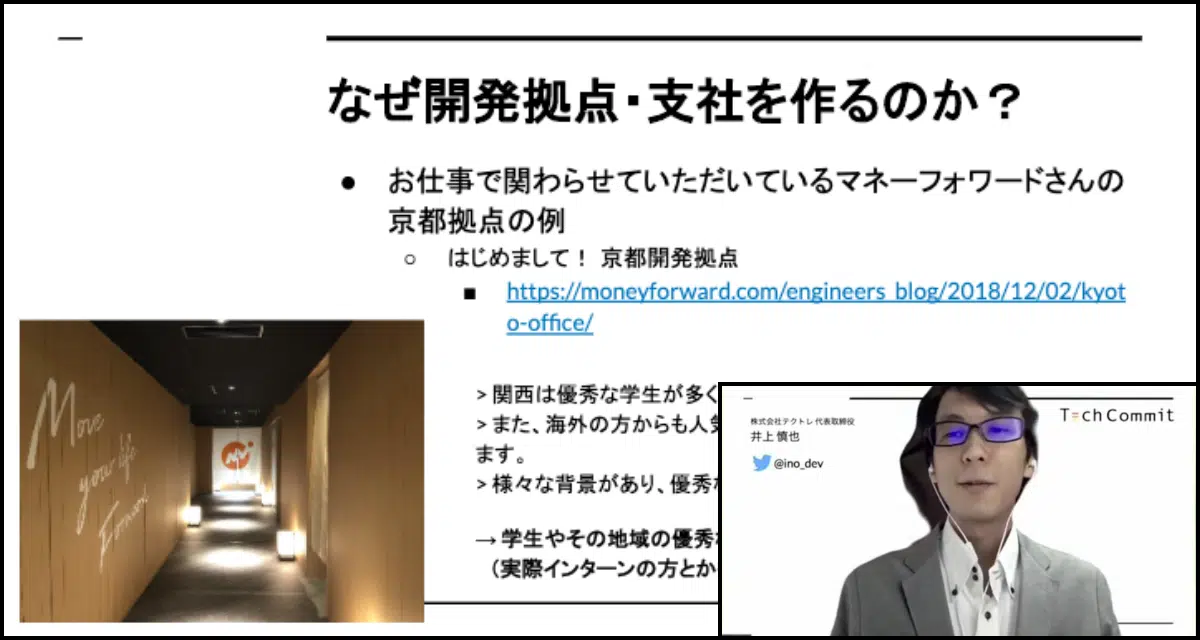 なぜ開発拠点・支社を作るのか？
● お仕事で関わらせていただいているマネーフォワードさんの
京都拠点の例
○ はじめまして！ 京都開発拠点
■ https://moneyforward.com/engineers_blog/2018/12/02/kyot
o-office/
> 関西は優秀な学生が多く
> また、海外の方からも人気
ます。
> 様々な背景があり、優秀な
→ 学生やその地域の優秀な
（実際インターンの方とか
Move
your life
Forward
株式会社テクトレ 代表取締役
井上 慎也
@ino_dev
TechCommit